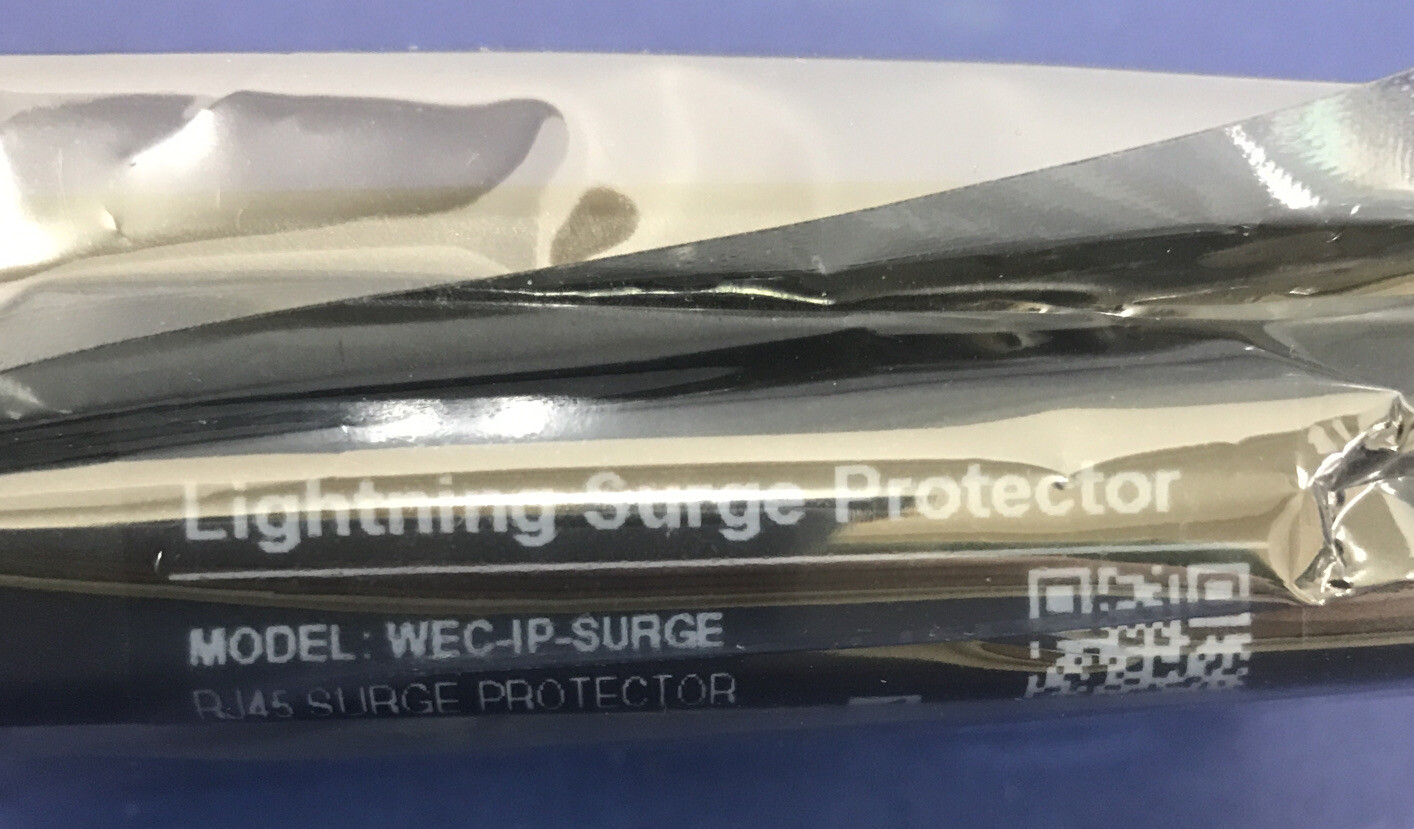 Lightning Surge Protector
MODEL: WEC-IP-SURGE
RJ45 SURGE PROTECTOR